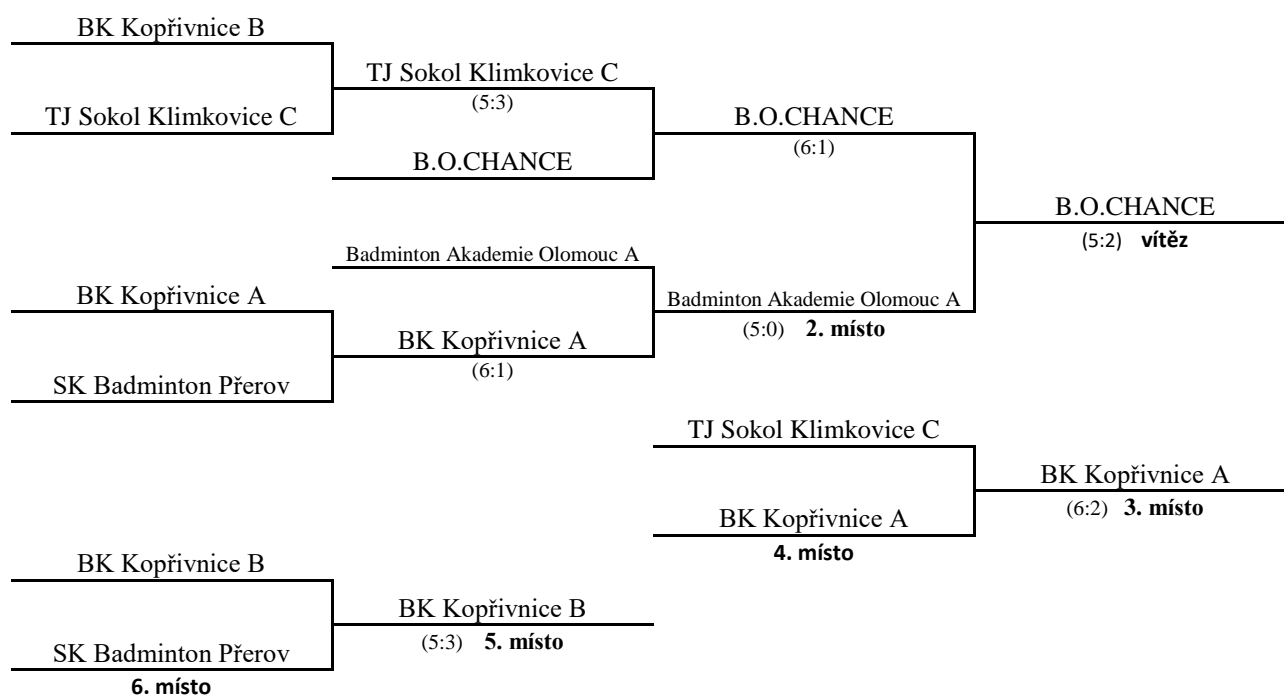 BK Kopřivnice B
TJ Sokol Klimkovice C
(5:3)
TJ Sokol Klimkovice C
B.O.CHANCE
(6:1)
B.O.CHANCE
B.O.CHANCE
(5:2) vítěz
Badminton Akademie Olomouc A
BK Kopřivnice A
Badminton Akademie Olomouc A
(5:0) 2. místo
BK Kopřivnice A
(6:1)
SK Badminton Přerov
TJ Sokol Klimkovice C
BK Kopřivnice A
(6:2) 3. místo
BK Kopřivnice A
4. místo
BK Kopřivnice B
BK Kopřivnice B
(5:3) 5. místo
SK Badminton Přerov
6. místo